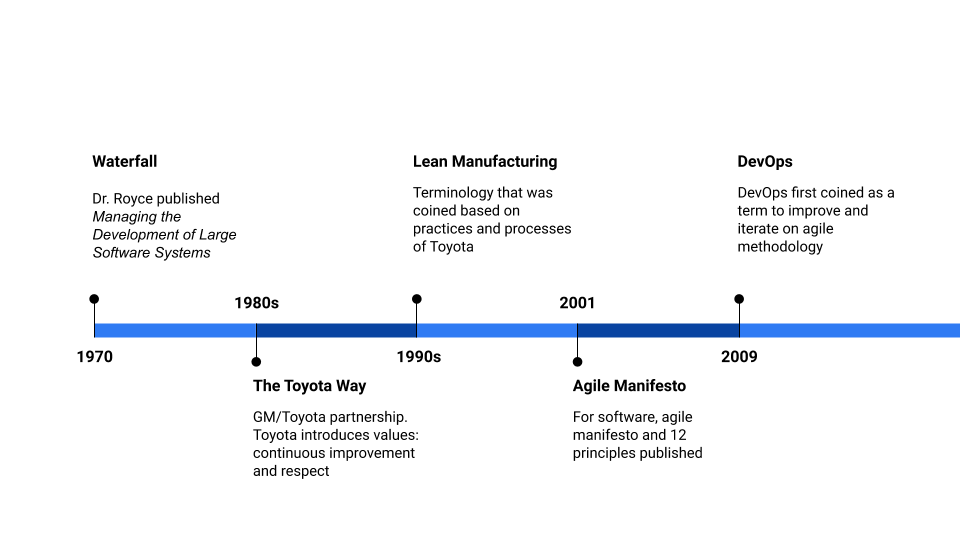 Waterfall
Dr. Royce published
Managing the
Development of Large
Software Systems
1970
1980s
The Toyota Way
GM/Toyota partnership.
Toyota introduces values:
continuous improvement
and respect
Lean Manufacturing
Terminology that was
coined based on
practices and processes
of Toyota
1990s
2001
Agile Manifesto
For software, agile
manifesto and 12
principles published
DevOps
DevOps first coined as a
term to improve and
iterate on agile
methodology
2009